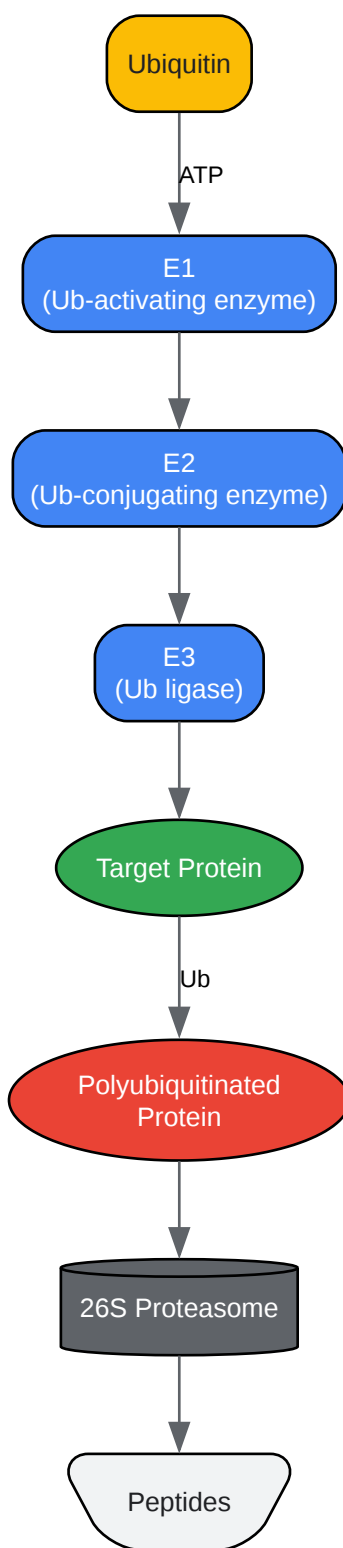 Ubiquitin
ATP
E1
(Ub-activating enzyme)
E2
(Ub-conjugating enzyme)
E3
(Ub ligase)
Target Protein
Ub
Polyubiquitinated
Protein
26S Proteasome
Peptides